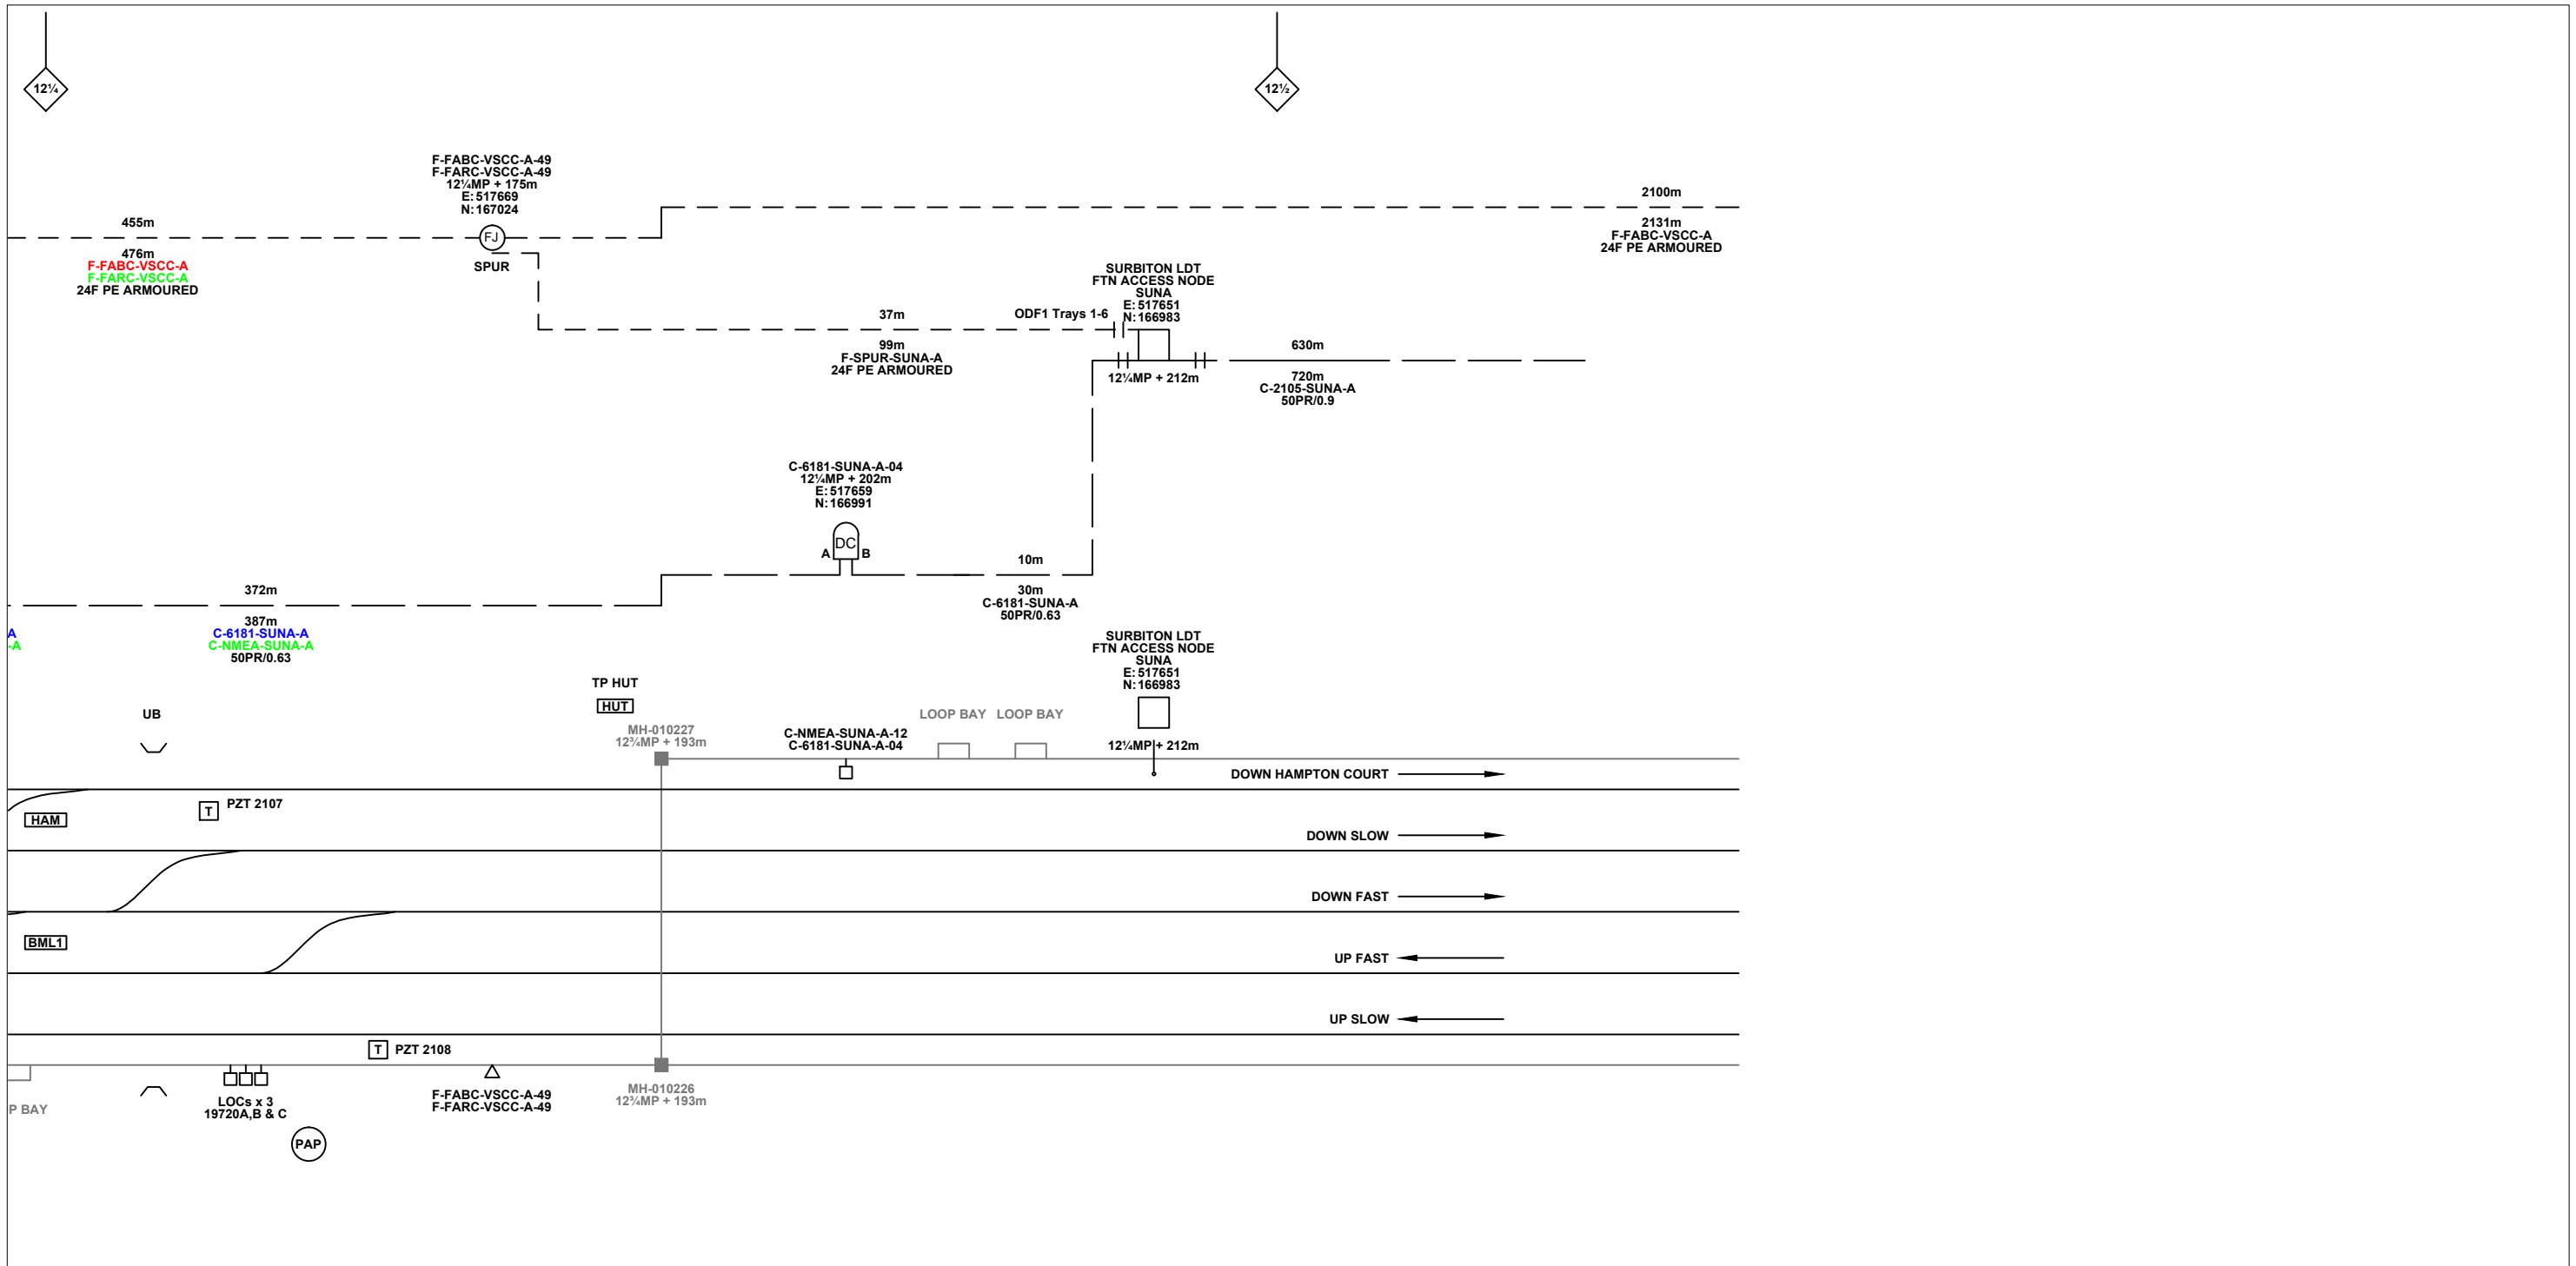 12¼
12½
F-FABC-VSCC-A-49
F-FARC-VSCC-A-49
12¼MP + 175m
E: 517669
N: 167024
FJ
SPUR
455m
476m
F-FABC-VSCC-A
F-FARC-VSCC-A
24F PE ARMOURED
2100m
2131m
F-FABC-VSCC-A
24F PE ARMOURED
SURBITON LDT
FTN ACCESS NODE
SUNA
E: 517651
N: 166983
ODF1 Trays 1-6
37m
99m
F-SPUR-SUNA-A
24F PE ARMOURED
12¼MP + 212m
630m
720m
C-2105-SUNA-A
50PR/0.9
C-6181-SUNA-A-04
12¼MP + 202m
E: 517659
N: 166991
DC
A B
10m
30m
C-6181-SUNA-A
50PR/0.63
372m
387m
C-6181-SUNA-A
C-NMEA-SUNA-A
50PR/0.63
A
-A
SURBITON LDT
FTN ACCESS NODE
SUNA
E: 517651
N: 166983
12¼MP + 212m
TP HUT
HUT
UB
MH-010227
12¾MP + 193m
C-NMEA-SUNA-A-12
C-6181-SUNA-A-04
LOOP BAY LOOP BAY
DOWN HAMPTON COURT
HAM
T PZT 2107
DOWN SLOW
DOWN FAST
BML1
UP FAST
UP SLOW
T PZT 2108
P BAY
LOCs x 3
19720A,B & C
PAP
F-FABC-VSCC-A-49
F-FARC-VSCC-A-49
MH-010226
12¾MP + 193m